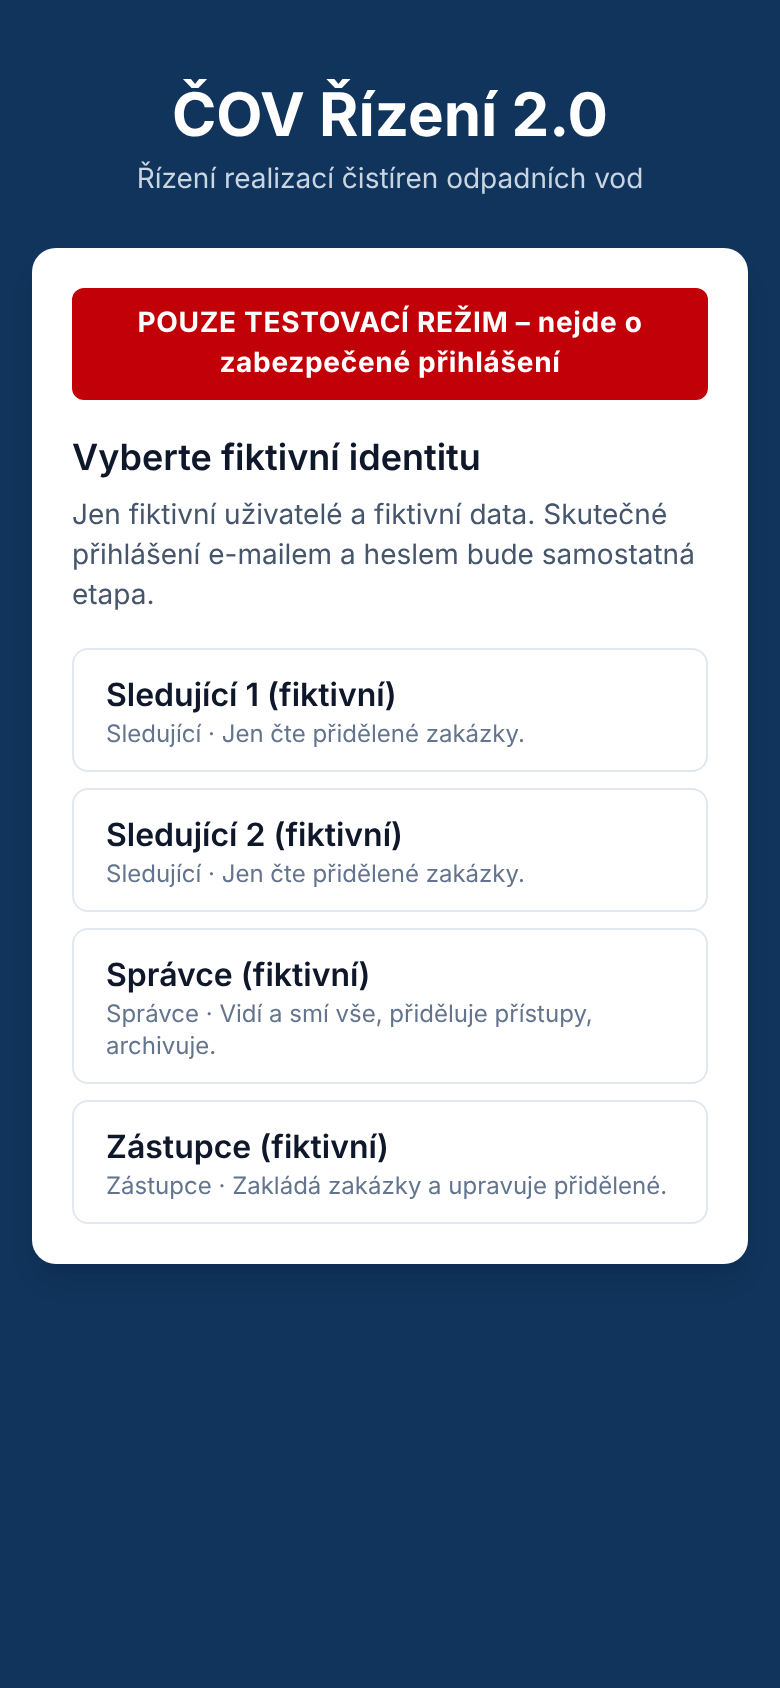 ČOV Řízení 2.0
Řízení realizací čistíren odpadních vod
POUZE TESTOVACÍ REŽIM – nejde o
zabezpečené přihlášení
Vyberte fiktivní identitu
Jen fiktivní uživatelé a fiktivní data. Skutečné
přihlášení e-mailem a heslem bude samostatná
etapa.
Sledující 1 (fiktivní)
Sledující · Jen čte přidělené zakázky.
Sledující 2 (fiktivní)
Sledující · Jen čte přidělené zakázky.
Správce (fiktivní)
Správce · Vidí a smí vše, přiděluje přístupy,
archivuje.
Zástupce (fiktivní)
Zástupce · Zakládá zakázky a upravuje přidělené.